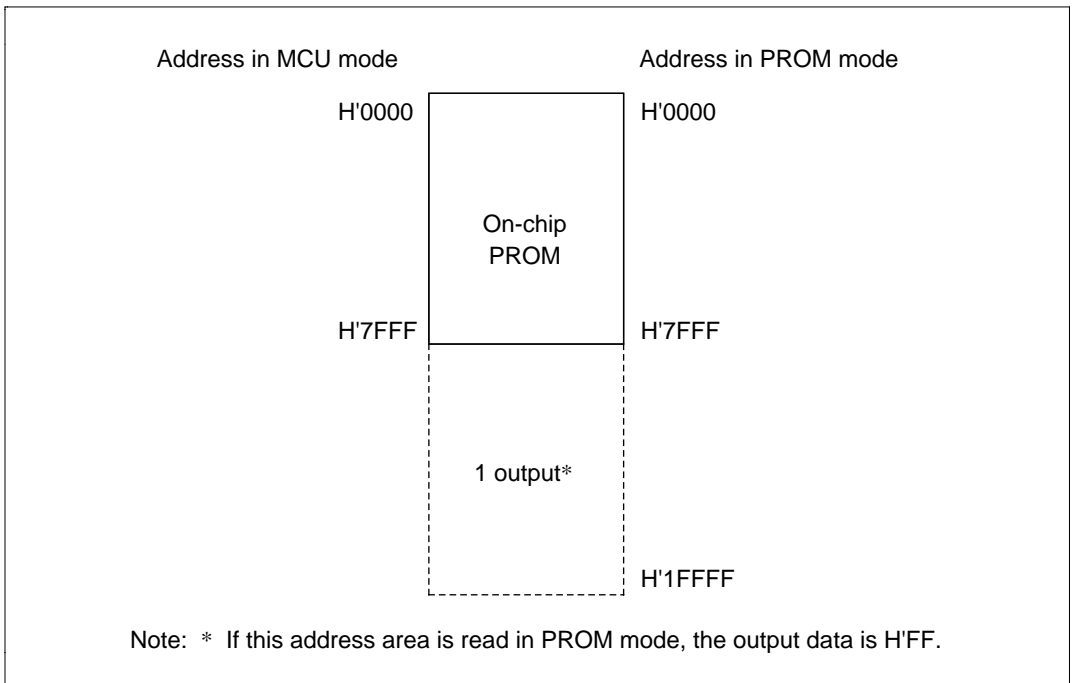 Address in MCU mode Address in PROM mode
H'0000 H'0000
On-chip
PROM
H'7FFF H'7FFF
1 output*
H'1FFFF
Note: * If this address area is read in PROM mode, the output data is H'FF.